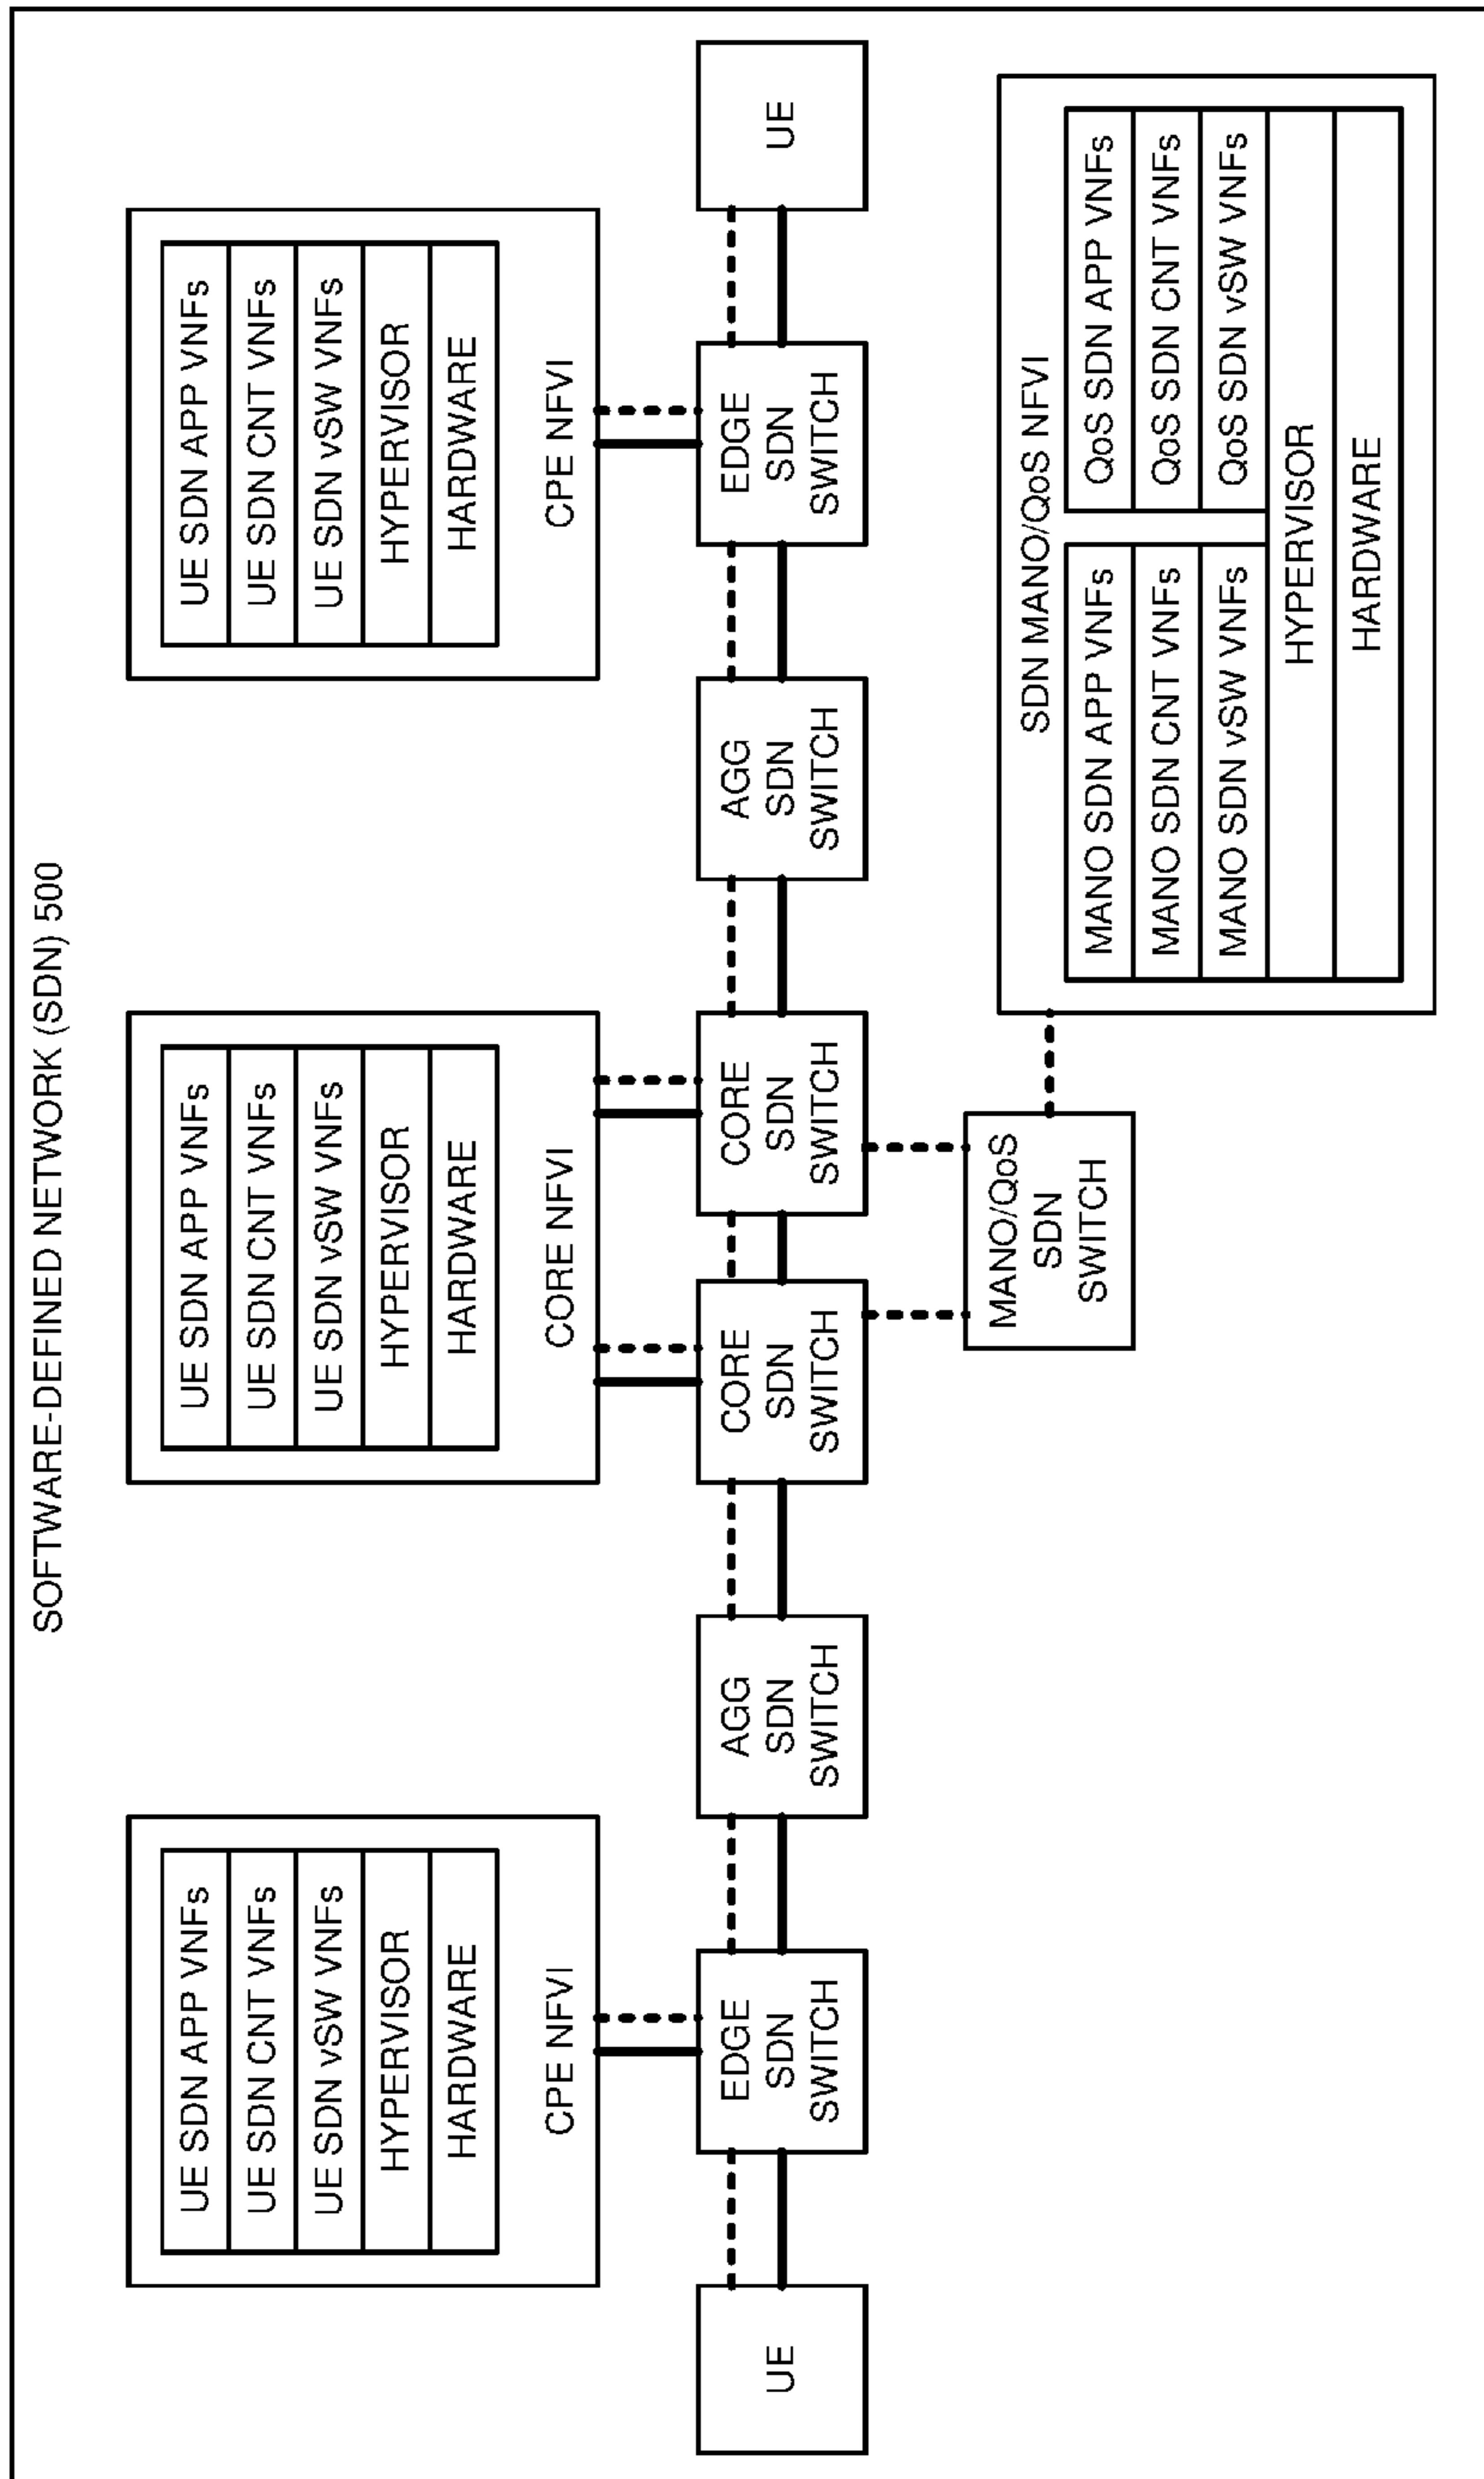 SOFTWARE-DEFINED NETWORK (SDN) 500
UE SDN APP VNFs
UE SDN CNT VNFs
UE SDN vSW VNFs
HYPERVISOR
HARDWARE
CPE NFVI
UE SDN APP VNFs
UE SDN CNT VNFs
UE SDN vSW VNFs
HYPERVISOR
HARDWARE
CORE NFVI
UE SDN APP VNFs
UE SDN CNT VNFs
UE SDN vSW VNFs
HYPERVISOR
HARDWARE
CPE NFVI
UE
EDGE
SDN
SWITCH
AGG
SDN
SWITCH
CORE
SDN
SWITCH
CORE
SDN
SWITCH
AGG
SDN
SWITCH
EDGE
SDN
SWITCH
UE
MANO/QoS
SDN
SWITCH
SDN MANO/QoS NFVI
MANO SDN APP VNFs
MANO SDN CNT VNFs
MANO SDN vSW VNFs
QoS SDN APP VNFs
QoS SDN CNT VNFs
QoS SDN vSW VNFs
HYPERVISOR
HARDWARE